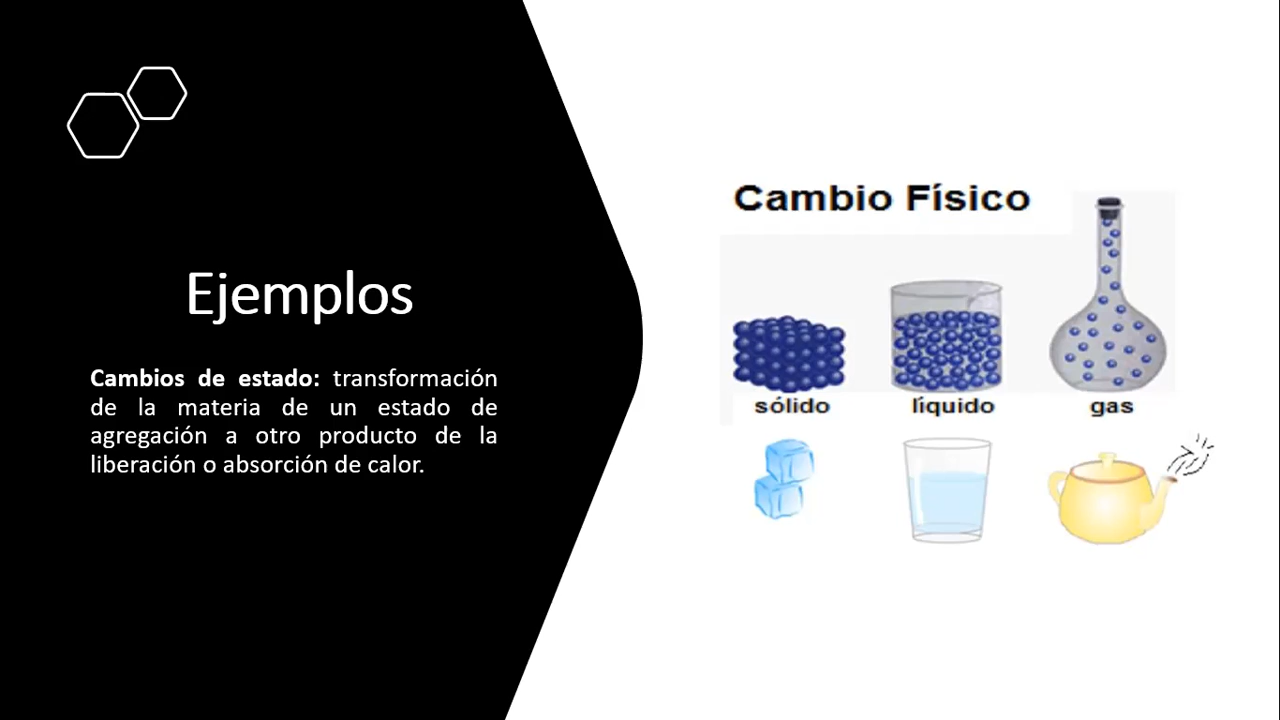 Ejemplos
Cambios de estado: transformación
de la materia de un estado de
agregación a otro producto de la
liberación o absorción de calor.
Cambio Físico
sólido líquido gas